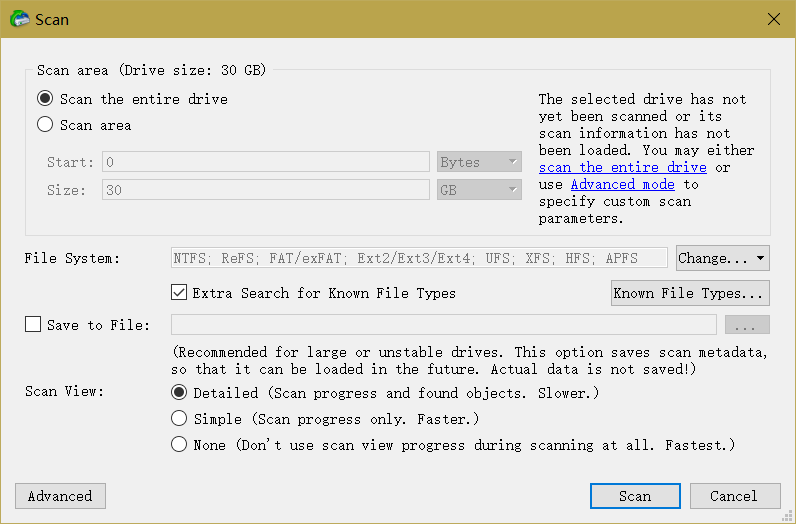 Scan
Scan area (Drive size: 30 GB)
Scan the entire drive
Scan area
Start: 0 Bytes
Size: 30 GB
The selected drive has not
yet been scanned or its
scan information has not
been loaded. You may either
scan the entire drive or
use Advanced mode to
specify custom scan
parameters.
File System: NTFS; ReFS; FAT/exFAT; Ext2/Ext3/Ext4; UFS; XFS; HFS; APFS Change...
Extra Search for Known File Types Known File Types...
Save to File: ...
(Recommended for large or unstable drives. This option saves scan metadata,
so that it can be loaded in the future. Actual data is not saved!)
Scan View: Detailed (Scan progress and found objects. Slower.)
Simple (Scan progress only. Faster.)
None (Don't use scan view progress during scanning at all. Fastest.)
Advanced Scan Cancel